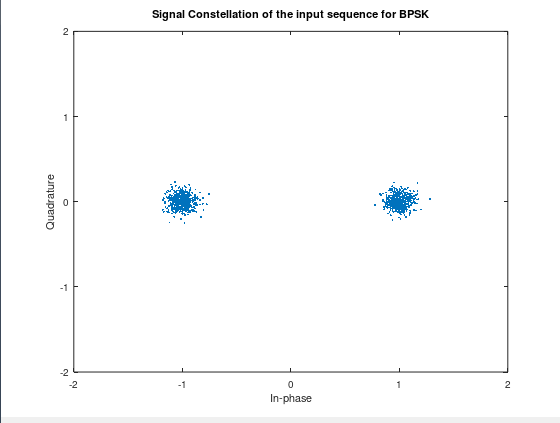 Signal Constellation of the input sequence for BPSK
2
1
0
-1
-2
Quadrature
-2 -1 0 1 2
In-phase